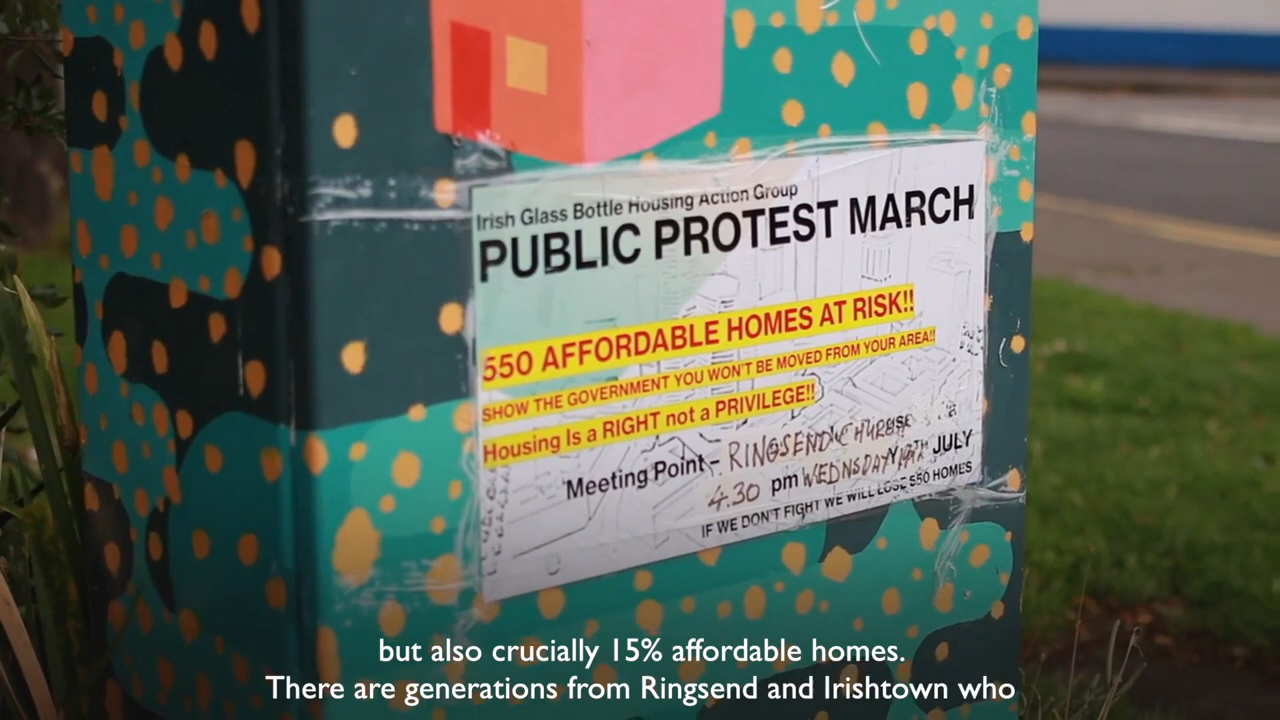 Irish Glass Bottle Housing Action Group
PUBLIC PROTEST MARCH
550 AFFORDABLE HOMES AT RISK!!
SHOW THE GOVERNMENT YOU WON'T BE MOVED FROM YOUR AREA!!
Housing Is a RIGHT not a PRIVILEGE!!
Meeting Point - RINGSEND
4.30 pm WEDNSDAY 19TH JULY
IF WE DON'T FIGHT WE WILL LOSE 550 HOMES
but also crucially 15% affordable homes.
There are generations from Ringsend and Irishtown who